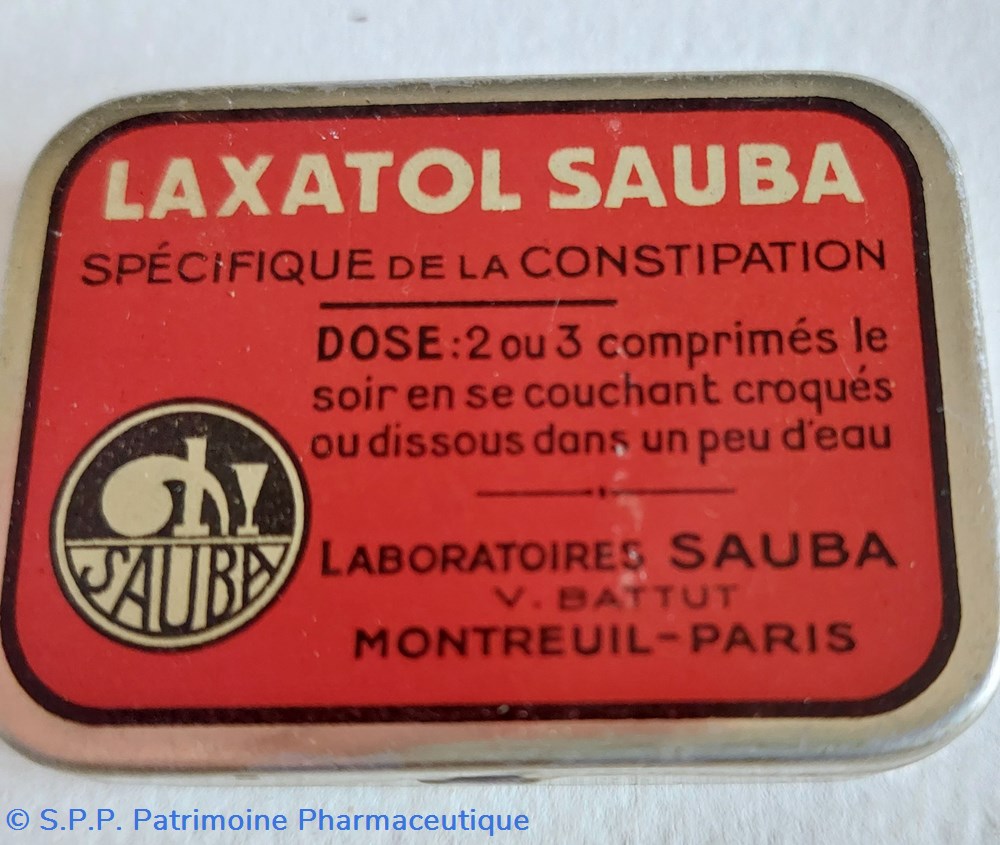 LAXATOL SAUBA
SPÉCIFIQUE DE LA CONSTIPATION
DOSE: 2 ou 3 comprimés le
soir en se couchant croqués
ou dissous dans un peu d'eau
SAUBA
LABORATOIRES SAUBA
V. BATTUT
MONTREUIL-PARIS
© S.P.P. Patrimoine Pharmaceutique